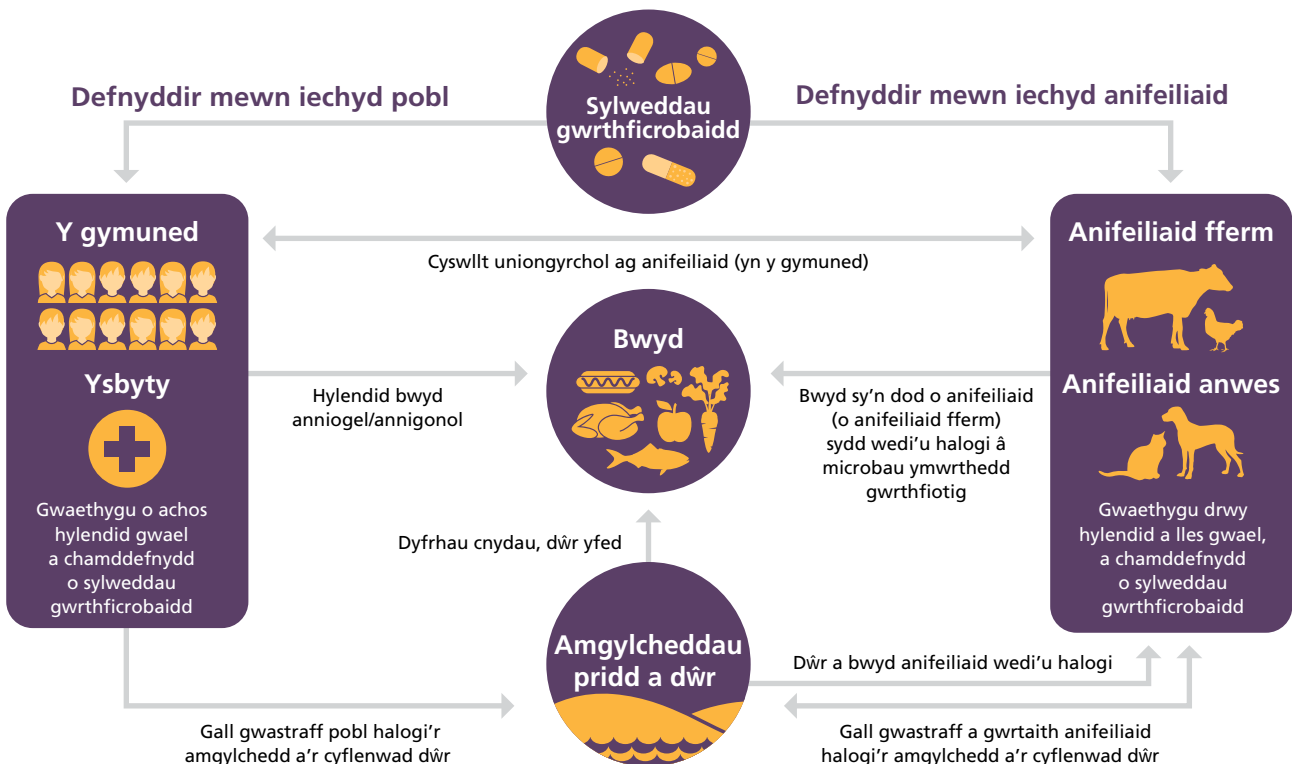 Defnyddir mewn iechyd pobl
Sylweddau
gwrthficrobaidd
Defnyddir mewn iechyd anifeiliaid
Y gymuned
Cyswllt uniongyrchol ag anifeiliaid (yn y gymuned)
Anifeiliaid fferm
Ysbyty
Gwaethygu o achos
hylendid gwael
a chamddefnydd
o sylweddau
gwrthficrobaidd
Hylendid bwyd
anniogel/annigonol
Bwyd
Bwyd sy'n dod o anifeiliaid
(o anifeiliaid fferm)
sydd wedi'u halogi â
microbau ymwrthedd
gwrthfiotig
Anifeiliaid anwes
Gwaethygu drwy
hylendid a lles gwael,
a chamddefnydd
o sylweddau
gwrthficrobaidd
Dyfrhau cnydau, dŵr yfed
Amgylcheddau
pridd a dŵr
Dŵr a bwyd anifeiliaid wedi'u halogi
Gall gwastraff pobl halogi'r
amgylchedd a'r cyflenwad dŵr
Gall gwastraff a gwrtaith anifeiliaid
halogi'r amgylchedd a'r cyflenwad dŵr